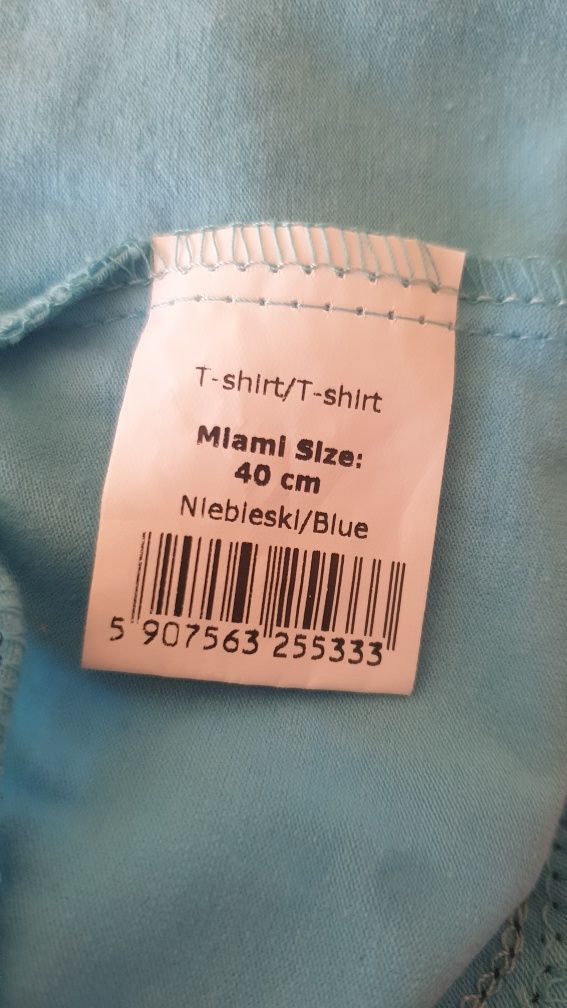 T-shirt/T-shirt
Miami Size:
40 cm
Niebieski/Blue
5 907563 255333